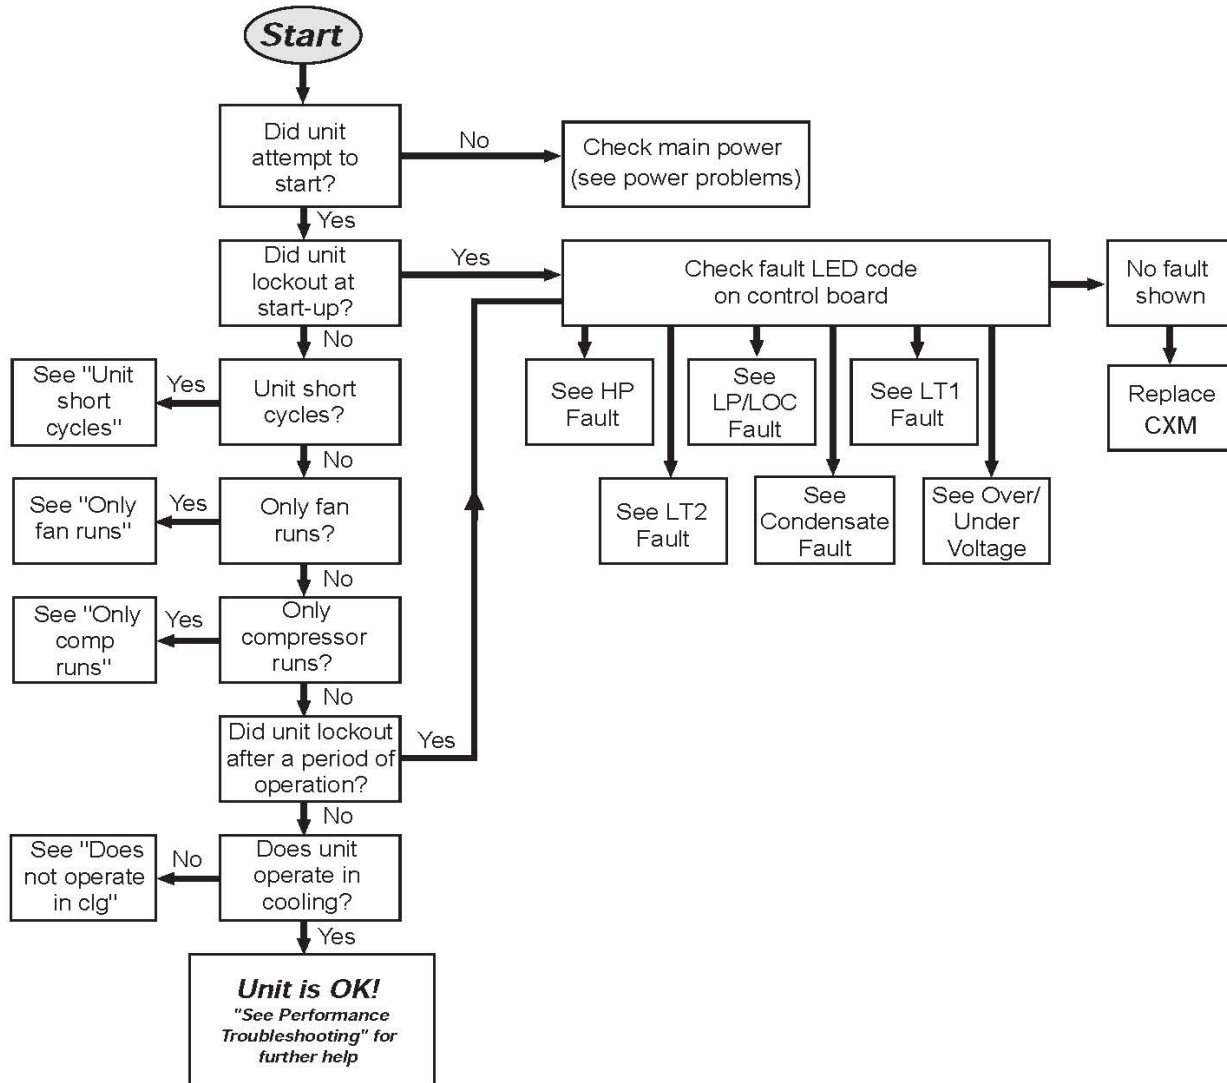 Start
Did unit
attempt to
start?
No
Check main power
(see power problems)
Yes
Did unit
lockout at
start-up?
Yes
Check fault LED code
on control board
No fault
shown
No
See "Unit
short
cycles"
Yes
Unit short
cycles?
See HP
Fault
See
LP/LOC
Fault
See LT1
Fault
Replace
CXM
No
See "Only
fan runs"
Yes
Only fan
runs?
See LT2
Fault
See
Condensate
Fault
See Over/
Under
Voltage
No
See "Only
comp
runs"
Yes
Only
compressor
runs?
No
Did unit lockout
after a period of
operation?
Yes
No
See "Does
not operate
in clg"
No
Does unit
operate in
cooling?
Yes
Unit is OK!
"See Performance
Troubleshooting" for
further help